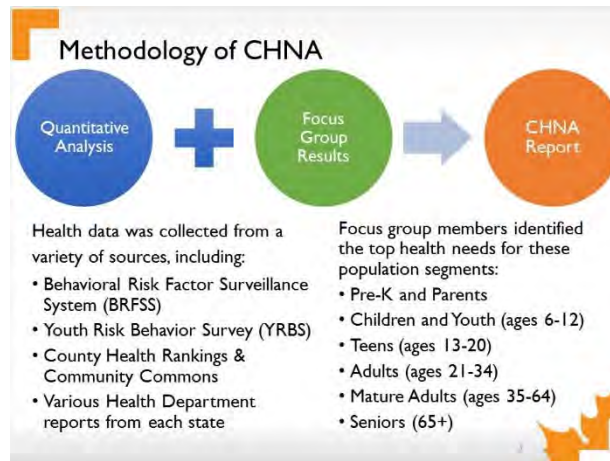 Methodology of CHNA
Quantitative
Analysis
Focus
Group
Results
CHNA
Report
Health data was collected from a
variety of sources, including:
• Behavioral Risk Factor Surveillance
System (BRFSS)
• Youth Risk Behavior Survey (YRBS)
• County Health Rankings &
Community Commons
• Various Health Department
reports from each state
Focus group members identified
the top health needs for these
population segments:
• Pre-K and Parents
• Children and Youth (ages 6-12)
• Teens (ages 13-20)
• Adults (ages 21-34)
• Mature Adults (ages 35-64)
• Seniors (65+)